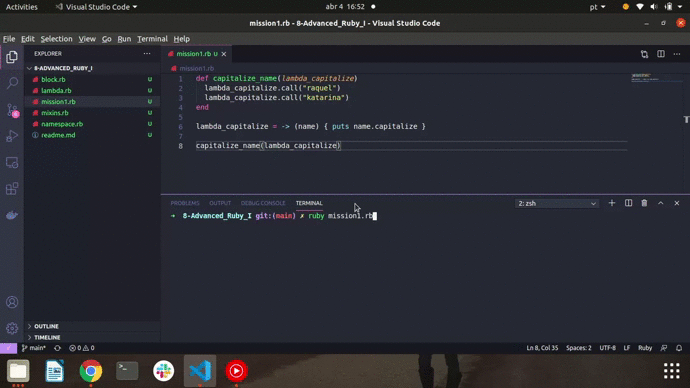 Activities Visual Studio Code abr 4 16:52 pt
mission1.rb - 8-Advanced_Ruby_I - Visual Studio Code
File Edit Selection View Go Run Terminal Help
EXPLORER
8-ADVANCED_RUBY_I
block.rb U
lambda.rb U
mission1.rb U
mixins.rb U
namespace.rb U
readme.md U
OUTLINE
TIMELINE
mission1.rb U
mission1.rb
1 def capitalize_name(lambda_capitalize)
2 lambda_capitalize.call("raquel")
3 lambda_capitalize.call("katarina")
4 end
5
6 lambda_capitalize = -> (name) { puts name.capitalize }
7
8 capitalize_name(lambda_capitalize)
PROBLEMS OUTPUT DEBUG CONSOLE TERMINAL 2: zsh
➜ 8-Advanced_Ruby_I git:(main) ✗ ruby mission1.rb
main* 0 0 Ln 8, Col 35 Spaces: 2 UTF-8 LF Ruby